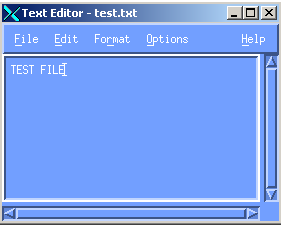 Text Editor - test.txt
File Edit Format Options Help
TEST FILE